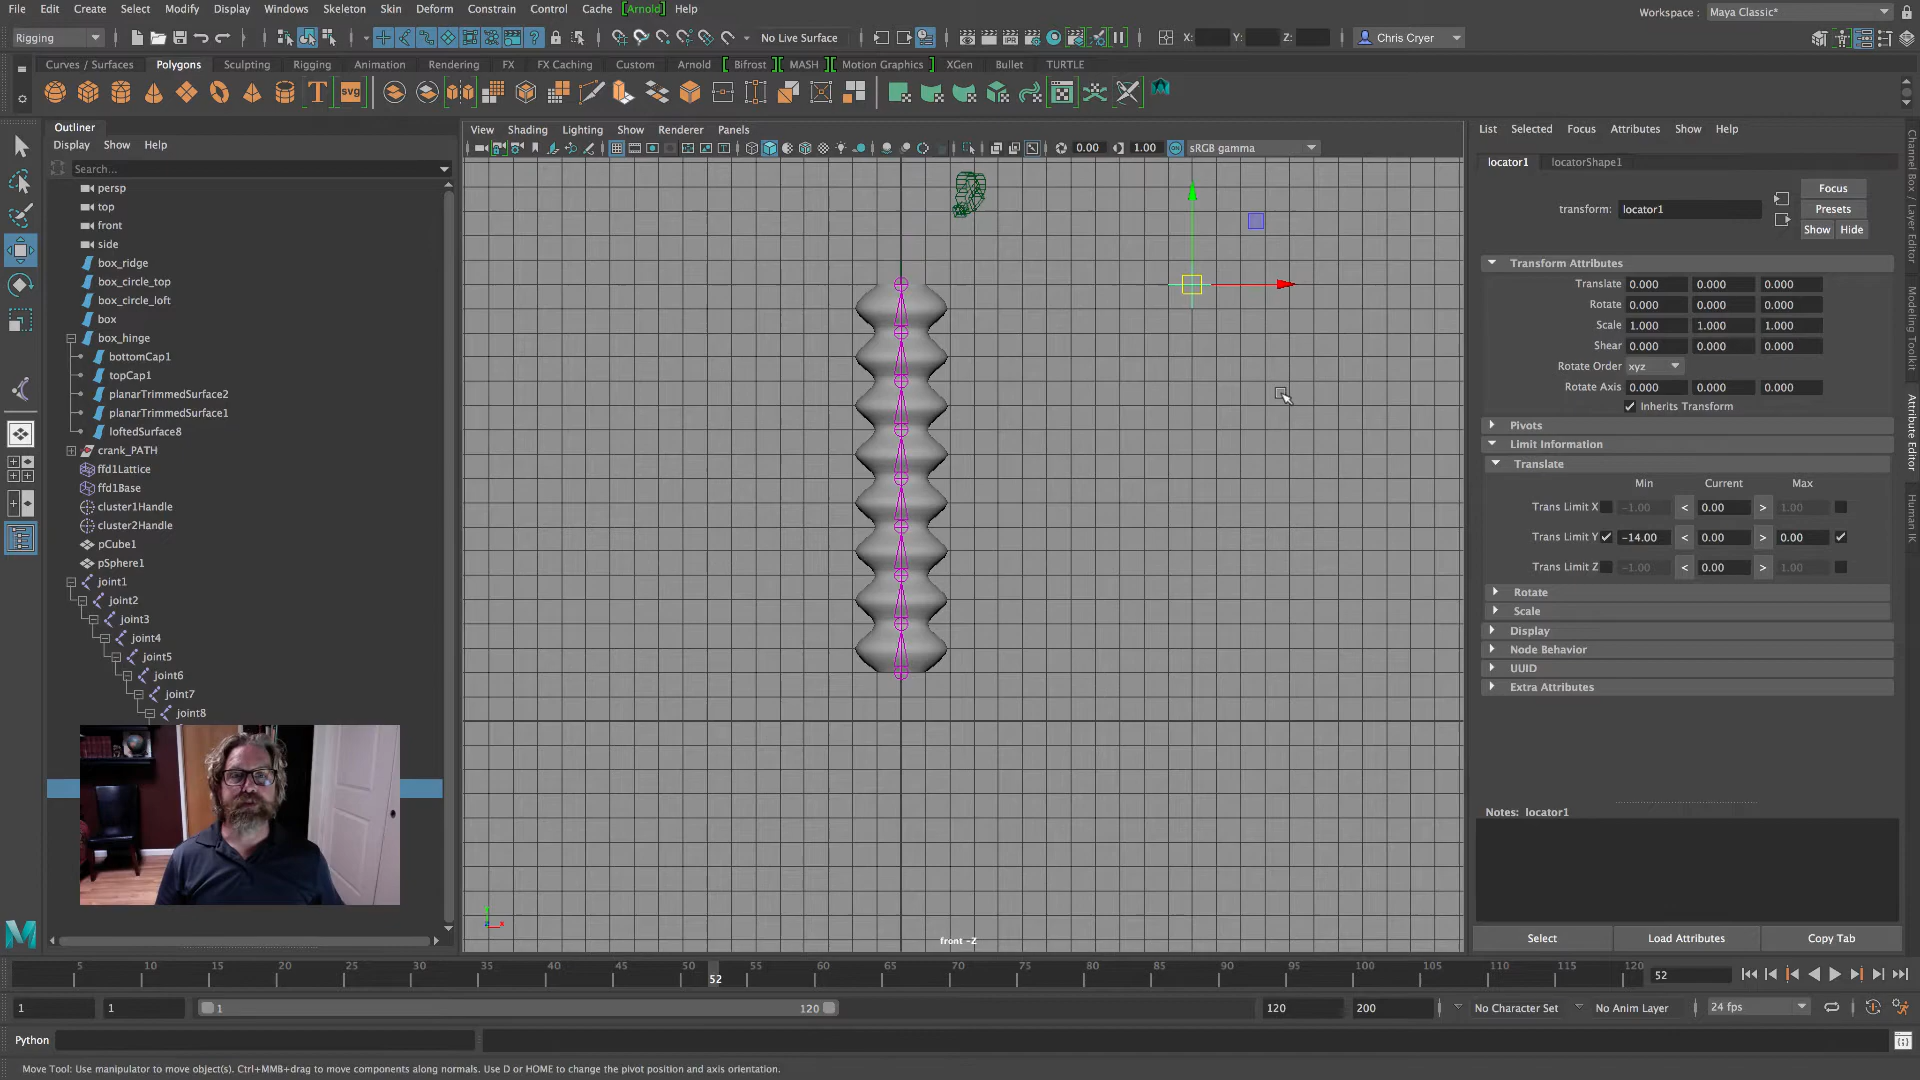 File Edit Create Select Modify Display Windows Skeleton Skin Deform Constrain Control Cache [Arnold] Help
Workspace : Maya Classic*
Rigging
No Live Surface
X: Y: Z:
Chris Cryer
Curves / Surfaces Polygons Sculpting Rigging Animation Rendering FX FX Caching Custom Arnold Bifrost MASH Motion Graphics XGen Bullet TURTLE
T svg
Outliner
Display Show Help
Search...
persp
top
front
side
box_ridge
box_circle_top
box_circle_loft
box
box_hinge
bottomCap1
topCap1
planarTrimmedSurface2
planarTrimmedSurface1
loftedSurface8
crank_PATH
ffd1Lattice
ffd1Base
cluster1Handle
cluster2Handle
pCube1
pSphere1
joint1
joint2
joint3
joint4
joint5
joint6
joint7
joint8
View Shading Lighting Show Renderer Panels
0.00 1.00 sRGB gamma
front -Z
List Selected Focus Attributes Show Help
locator1 locatorShape1
transform: locator1
Focus
Presets
Show Hide
Transform Attributes
Translate 0.000 0.000 0.000
Rotate 0.000 0.000 0.000
Scale 1.000 1.000 1.000
Shear 0.000 0.000 0.000
Rotate Order xyz
Rotate Axis 0.000 0.000 0.000
Inherits Transform
Pivots
Limit Information
Translate
Min Current Max
Trans Limit X -1.00 < 0.00 > 1.00
Trans Limit Y -14.00 < 0.00 > 0.00
Trans Limit Z -1.00 < 0.00 > 1.00
Rotate
Scale
Display
Node Behavior
UUID
Extra Attributes
Notes: locator1
Select Load Attributes Copy Tab
Channel Box / Layer Editor
Modeling Toolkit
Attribute Editor
Human IK
5 10 15 20 25 30 35 40 45 50 55 60 65 70 75 80 85 90 95 100 105 110 115 120
52
52
1 1 1 120 120 200 No Character Set No Anim Layer 24 fps
Python
Move Tool: Use manipulator to move object(s). Ctrl+MMB+drag to move components along normals. Use D or HOME to change the pivot position and axis orientation.